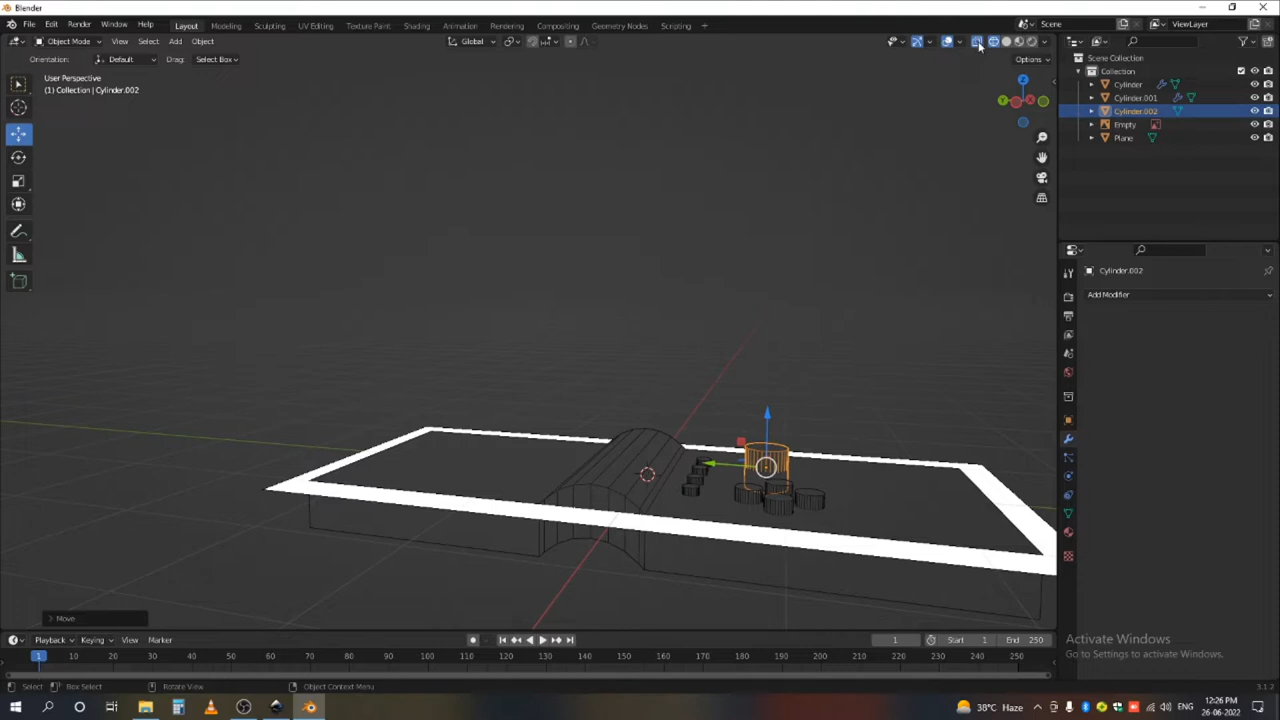 Blender
File Edit Render Window Help Layout Modeling Sculpting UV Editing Texture Paint Shading Animation Rendering Compositing Geometry Nodes Scripting + Scene ViewLayer
Object Mode View Select Add Object Global
Orientation: Default Drag: Select Box Options
User Perspective
(1) Collection | Cylinder.002
Z
Y
X
Scene Collection
Collection
Cylinder
Cylinder.001
Cylinder.002
Empty
Plane
Cylinder.002
Add Modifier
> Move
Playback Keying View Marker 1 Start 1 End 250
1 10 20 30 40 50 60 70 80 90 100 110 120 130 140 150 160 170 180 190 200 210 220 230 240 250
Activate Windows
Go to Settings to activate Windows.
Select Box Select Rotate View Object Context Menu 3.1.2
38°C Haze ENG 12:26 PM
26-06-2022